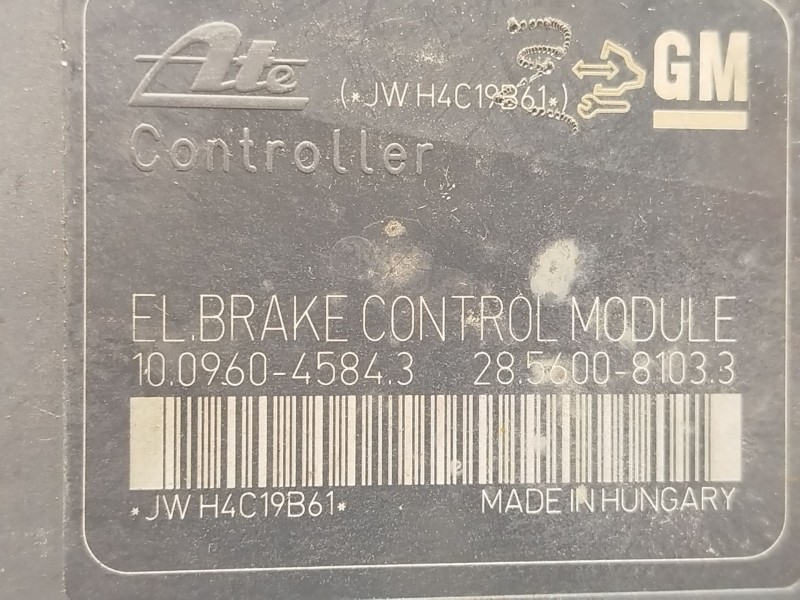 Ate
(*JW H4C19B61*)
GM
Controller
EL.BRAKE CONTROL MODULE
10.0960-4584.3 28.5600-8103.3
*JW H4C19B61* MADE IN HUNGARY